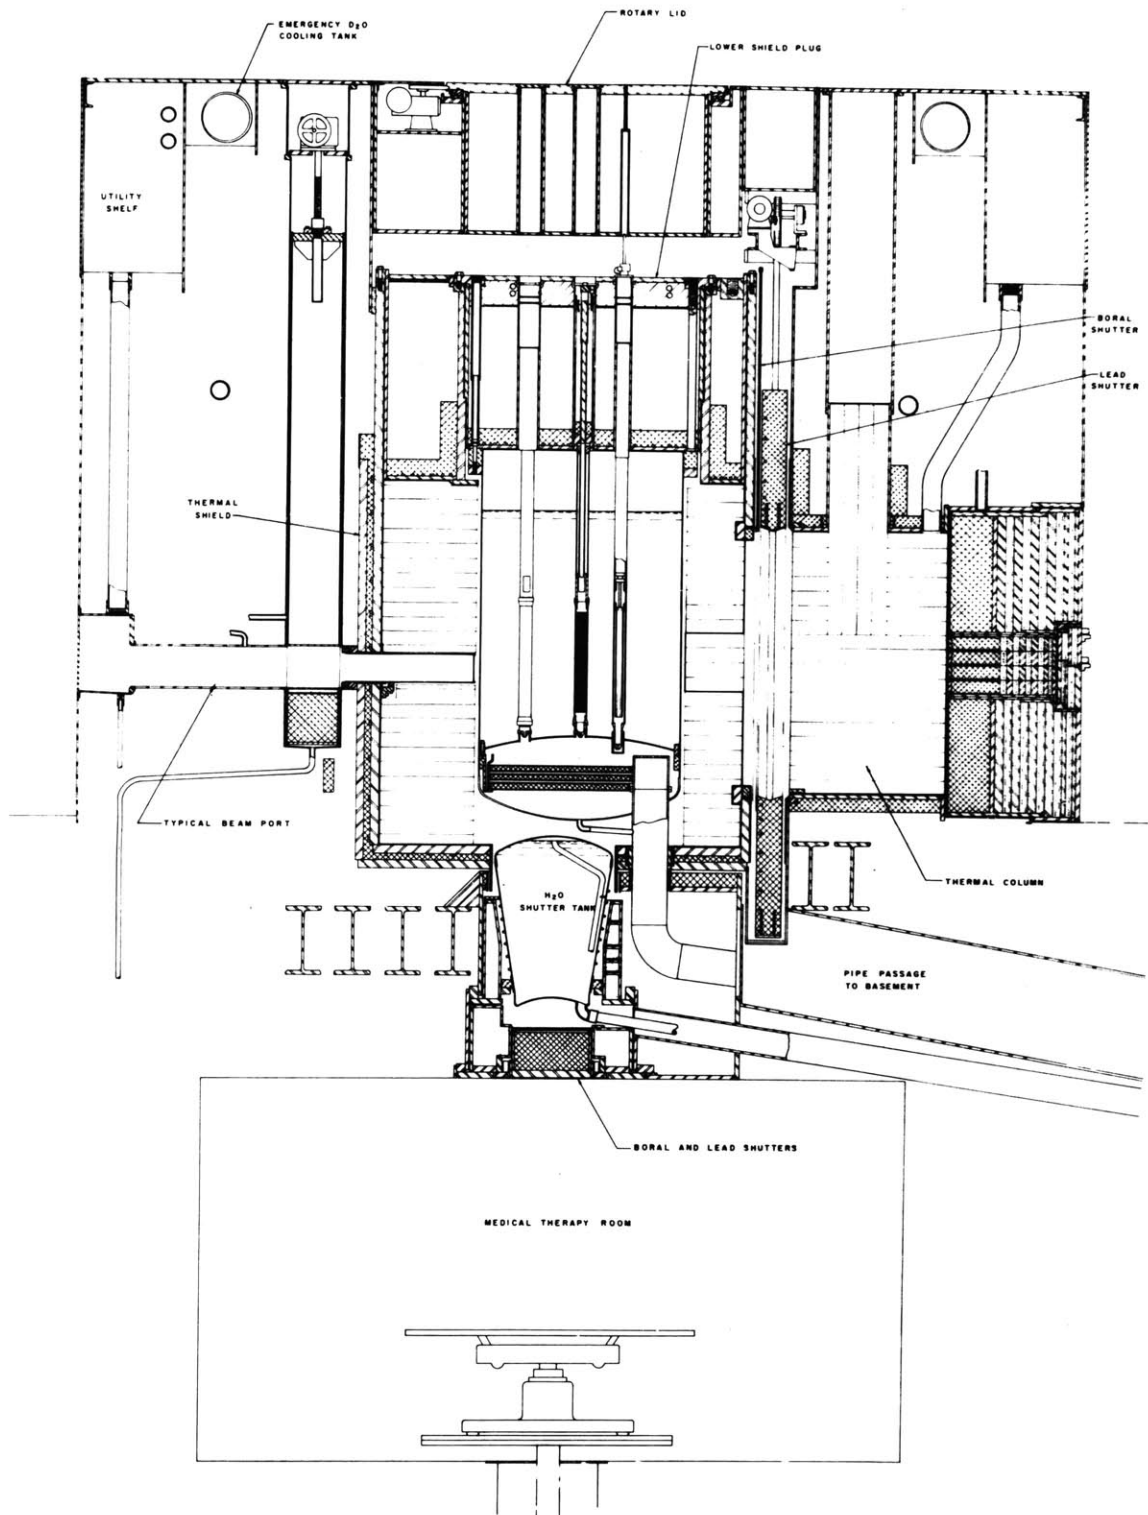 EMERGENCY D₂O
COOLING TANK
ROTARY LID
LOWER SHIELD PLUG
UTILITY
SHELF
BORAL
SHUTTER
LEAD
SHUTTER
THERMAL
SHIELD
TYPICAL BEAM PORT
THERMAL COLUMN
H₂O
SHUTTER TANK
PIPE PASSAGE
TO BASEMENT
BORAL AND LEAD SHUTTERS
MEDICAL THERAPY ROOM